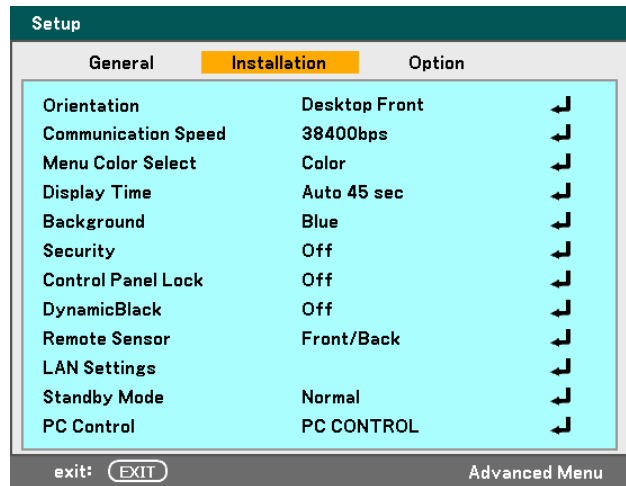 Setup
General Installation Option
Orientation Desktop Front
Communication Speed 38400bps
Menu Color Select Color
Display Time Auto 45 sec
Background Blue
Security Off
Control Panel Lock Off
DynamicBlack Off
Remote Sensor Front/Back
LAN Settings
Standby Mode Normal
PC Control PC CONTROL
exit: EXIT Advanced Menu